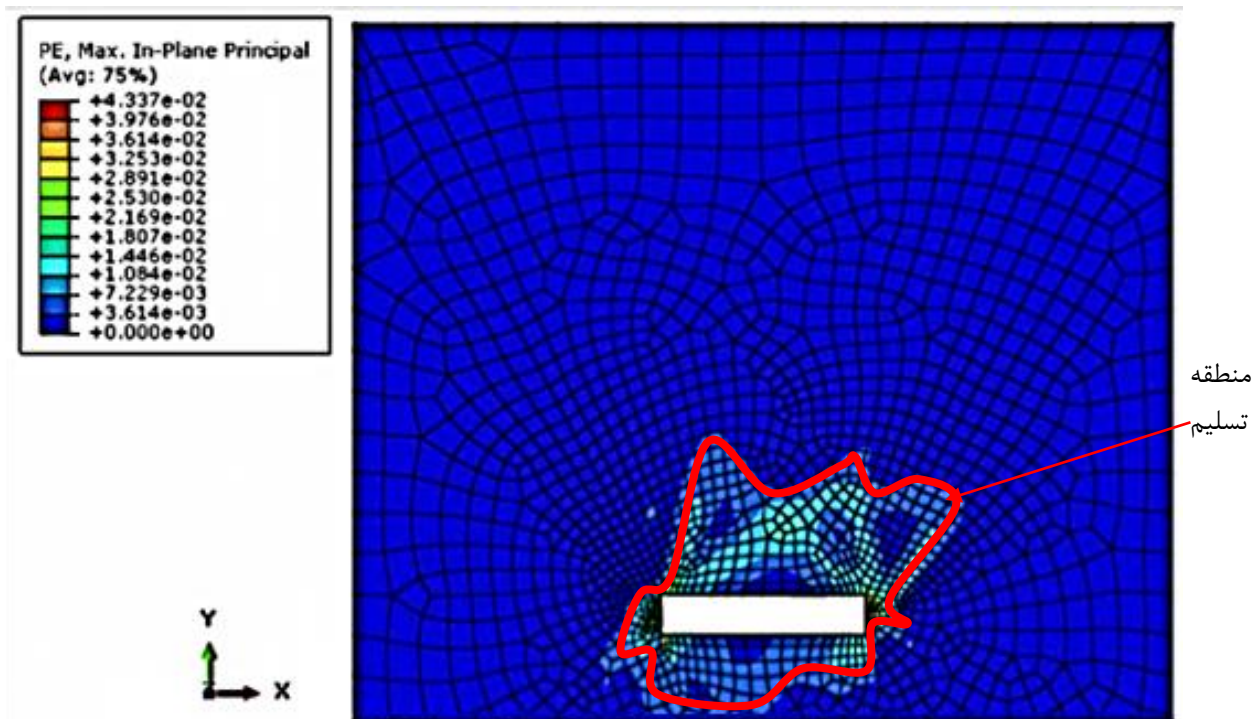 PE, Max. In-Plane Principal
(Avg: 75%)
+4.337e-02
+3.976e-02
+3.614e-02
+3.253e-02
+2.891e-02
+2.530e-02
+2.169e-02
+1.807e-02
+1.446e-02
+1.084e-02
+7.229e-03
+3.614e-03
+0.000e+00
منطقه
تسلیم
Y
X